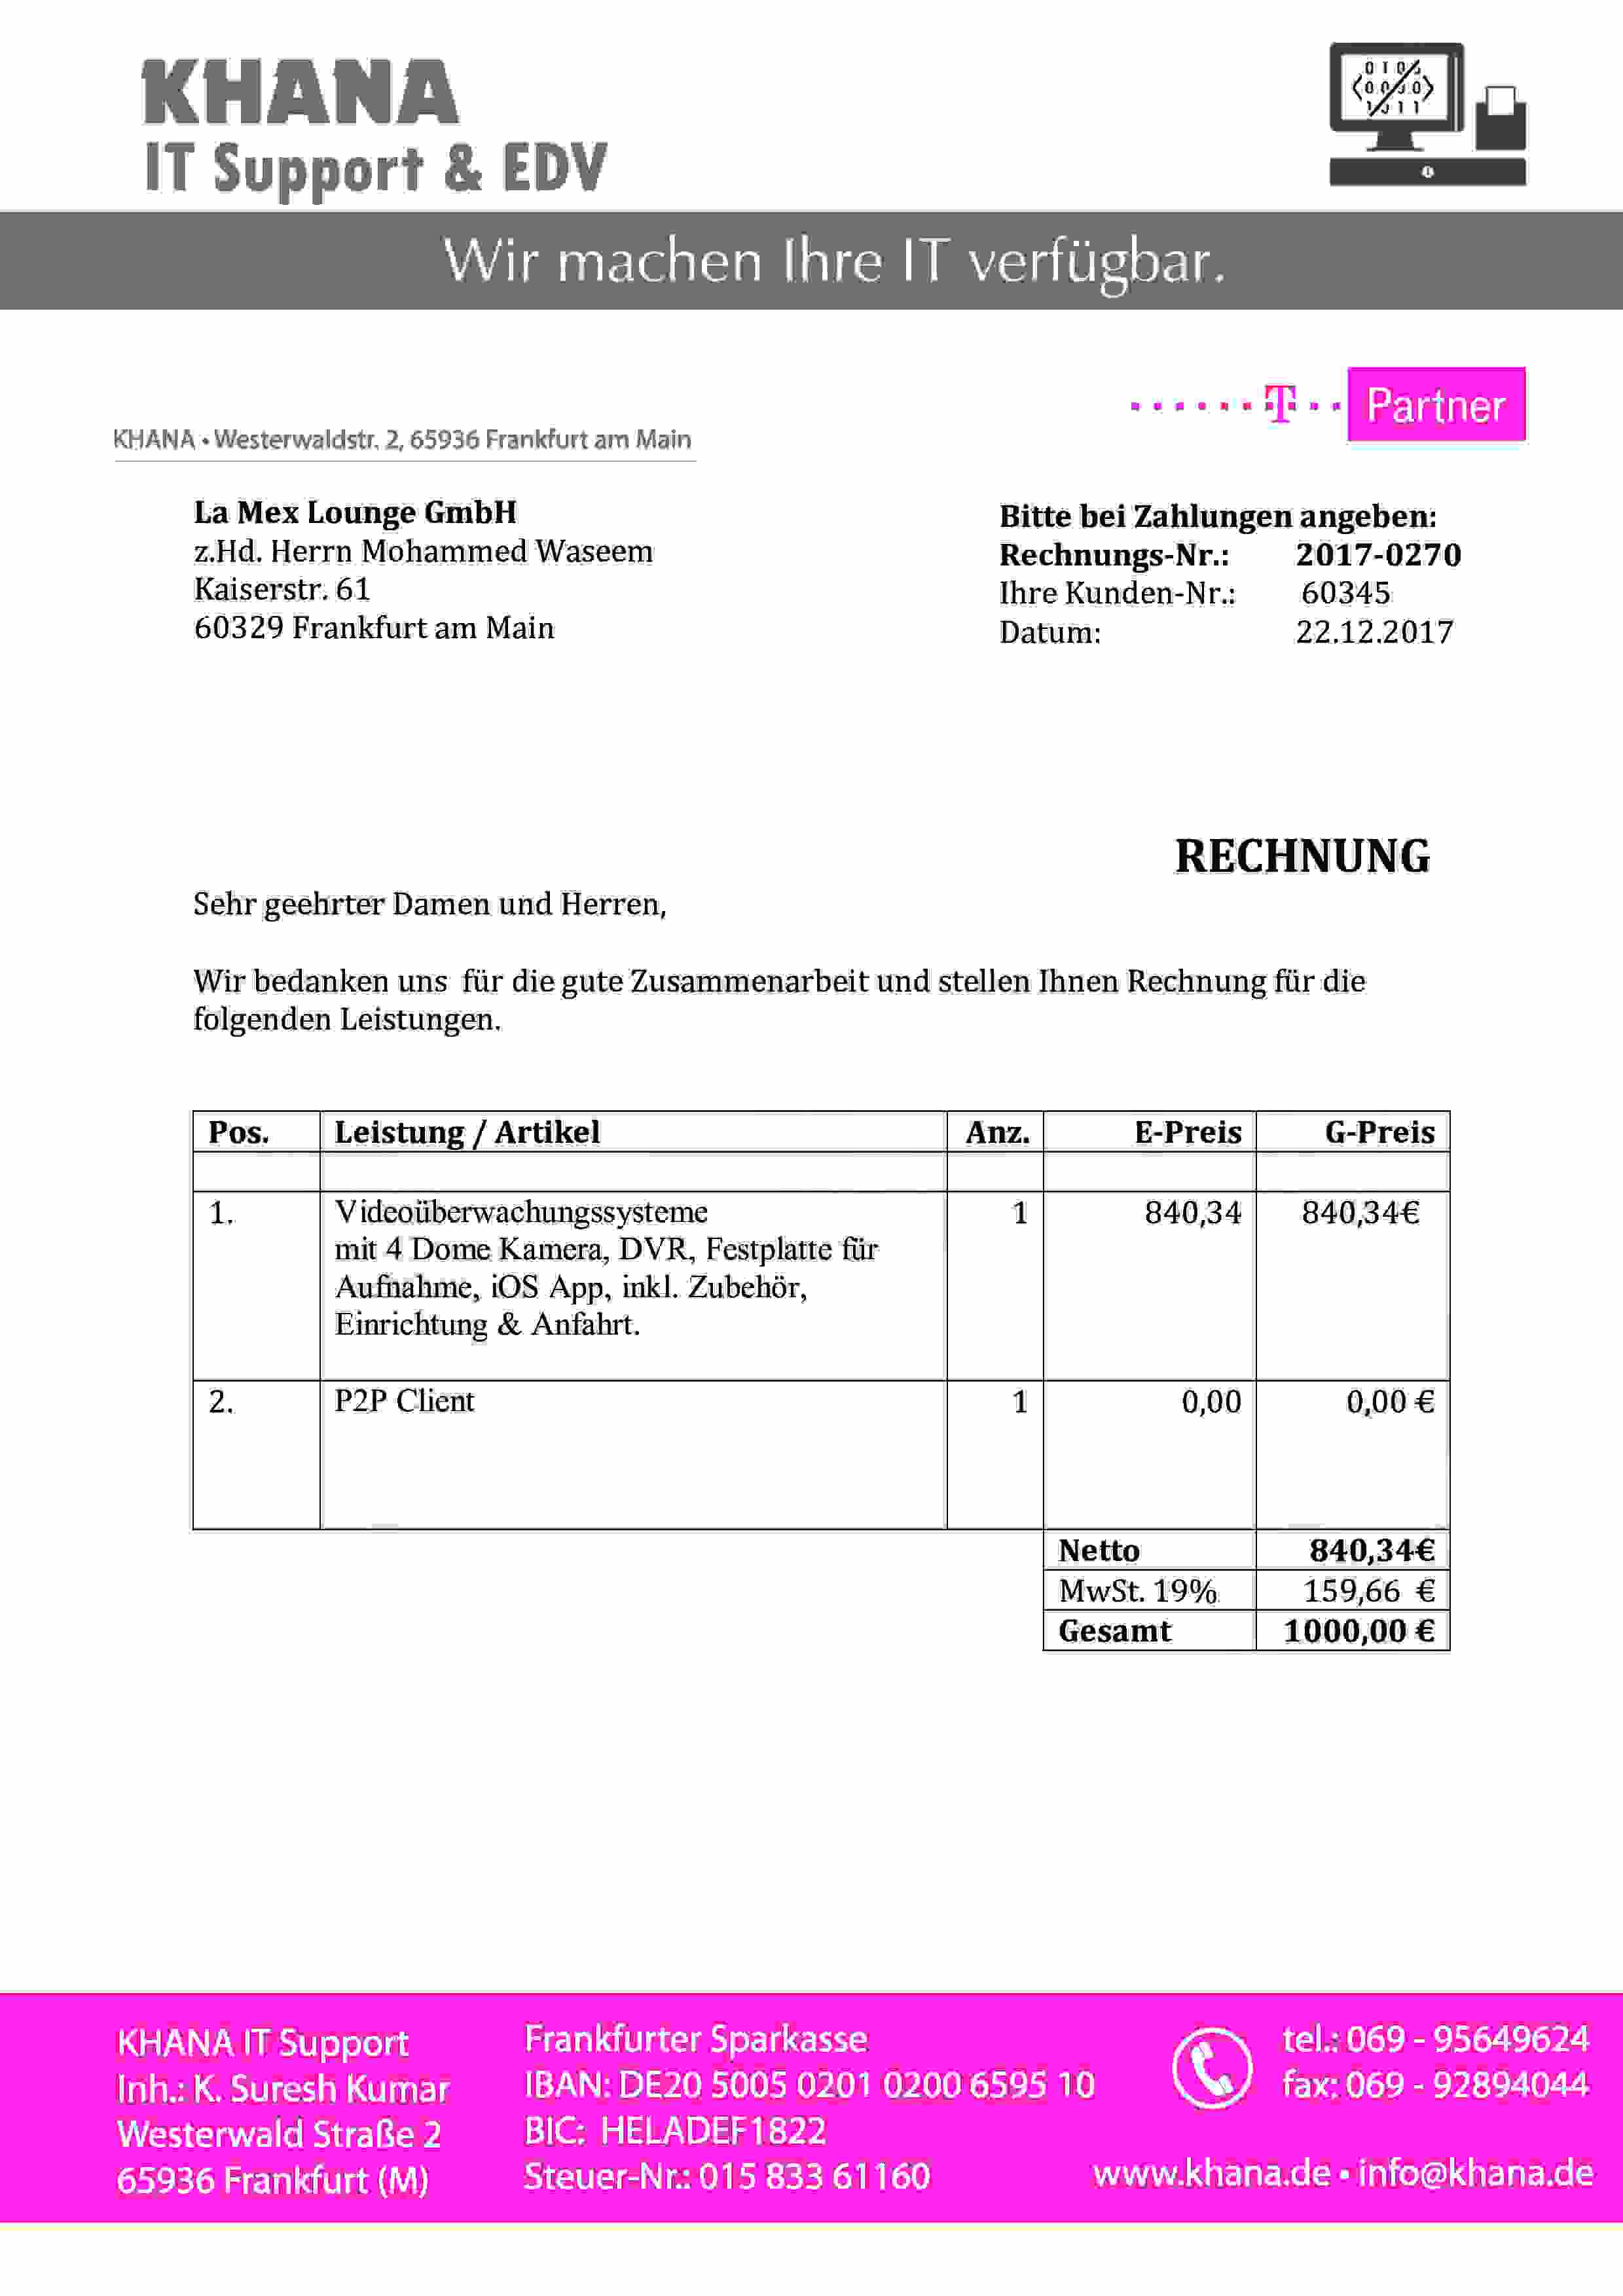 KHANA
IT Support & EDV
Wir machen Ihre IT verfügbar.
T Partner
KHANA • Westerwaldstr. 2, 65936 Frankfurt am Main
La Mex Lounge GmbH
z.Hd. Herrn Mohammed Waseem
Kaiserstr. 61
60329 Frankfurt am Main
Bitte bei Zahlungen angeben:
Rechnungs-Nr.: 2017-0270
Ihre Kunden-Nr.: 60345
Datum: 22.12.2017
RECHNUNG
Sehr geehrter Damen und Herren,
Wir bedanken uns für die gute Zusammenarbeit und stellen Ihnen Rechnung für die
folgenden Leistungen.
Pos. Leistung / Artikel Anz. E-Preis G-Preis
1. Videoüberwachungssysteme 1 840,34 840,34€
mit 4 Dome Kamera, DVR, Festplatte für
Aufnahme, iOS App, inkl. Zubehör,
Einrichtung & Anfahrt.
2. P2P Client 1 0,00 0,00 €
Netto 840,34€
MwSt. 19% 159,66 €
Gesamt 1000,00 €
KHANA IT Support
Inh.: K. Suresh Kumar
Westerwald Straße 2
65936 Frankfurt (M)
Frankfurter Sparkasse
IBAN: DE20 5005 0201 0200 6595 10
BIC: HELADEF1822
Steuer-Nr.: 015 833 61160
tel.: 069 - 95649624
fax: 069 - 92894044
www.khana.de • info@khana.de